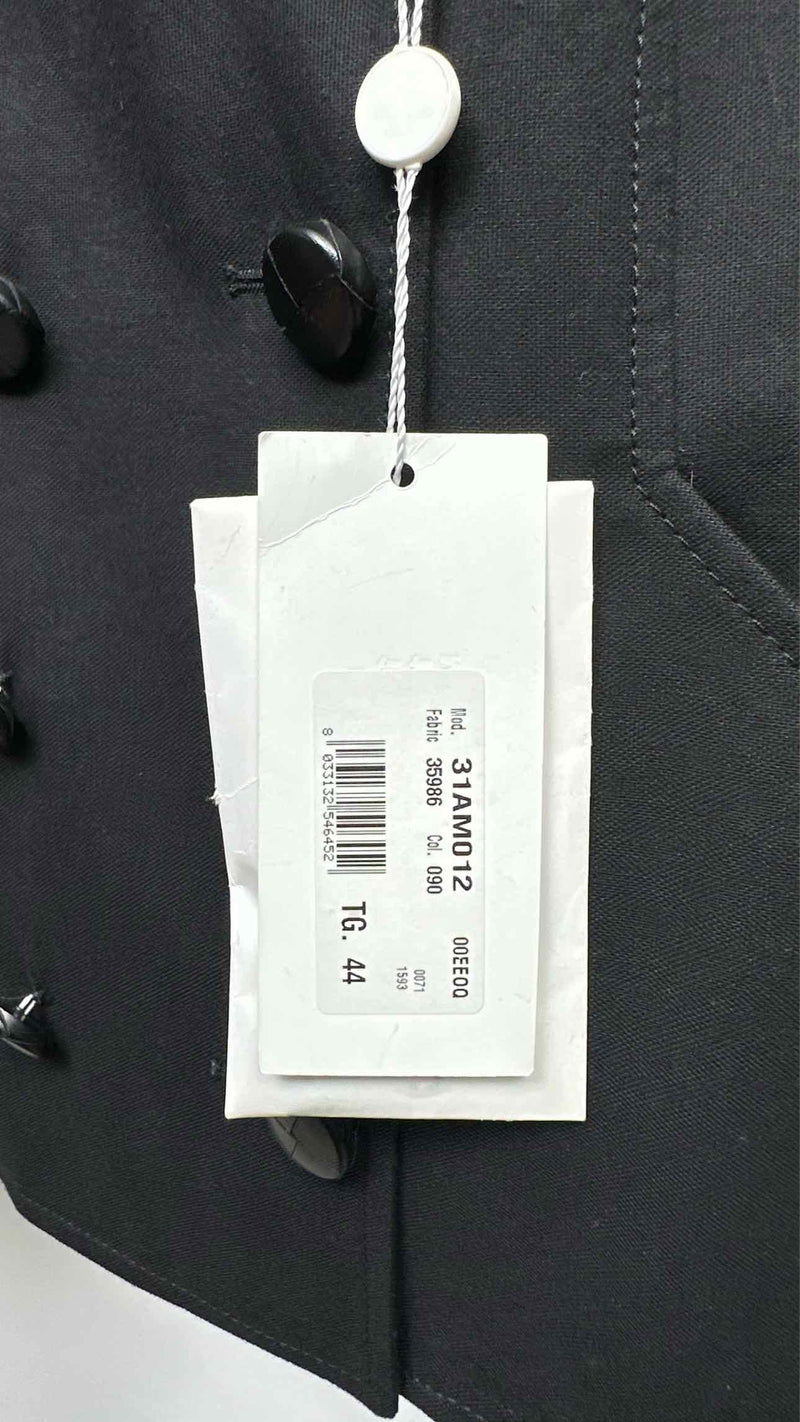 Mod. 31AM012 00EE0Q
Fabric 35986 Col. 090
0071
1593
TG. 44
8 033132 546452